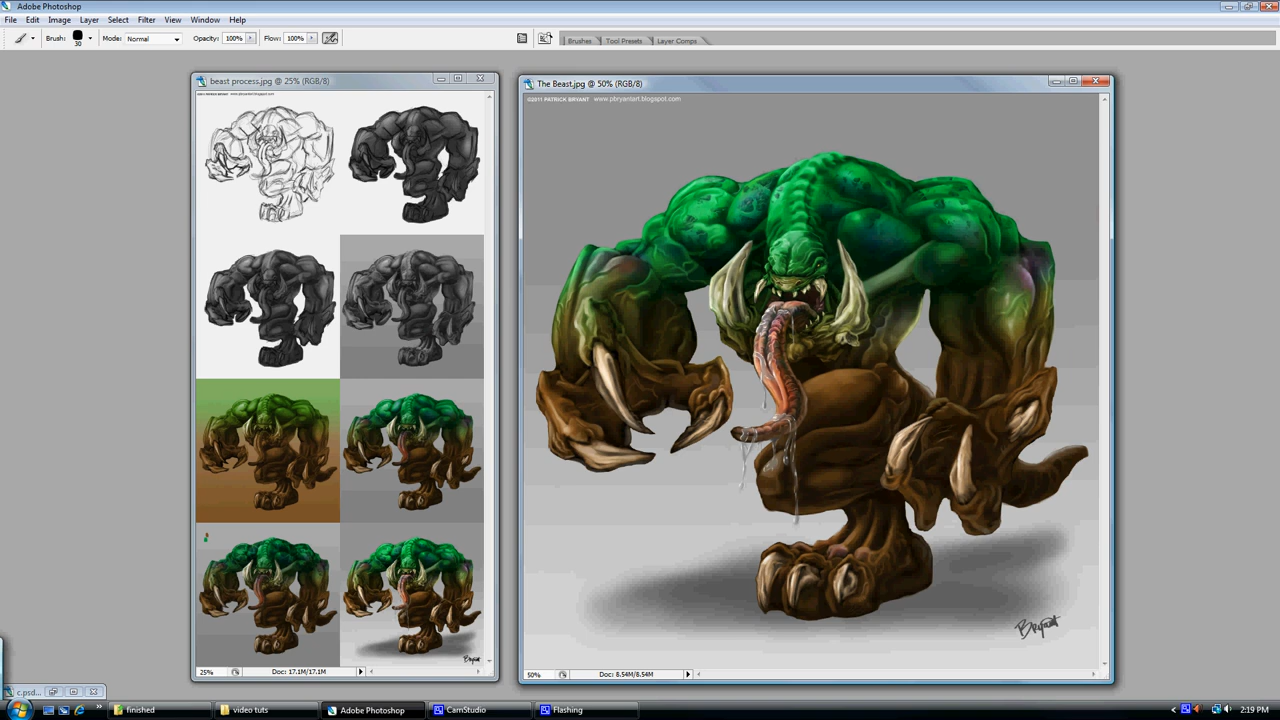 Adobe Photoshop
File Edit Image Layer Select Filter View Window Help
Brush: 30 Mode: Normal Opacity: 100% Flow: 100% Brushes Tool Presets Layer Comps
beast process.jpg @ 25% (RGB/8)
The Beast.jpg @ 50% (RGB/8)
©2011 PATRICK BRYANT www.pbryantart.blogspot.com
Bryant
25% Doc: 17.1M/17.1M
50% Doc: 8.54M/8.54M
c.psd...
finished video tuts Adobe Photoshop CamStudio Flashing 2:19 PM